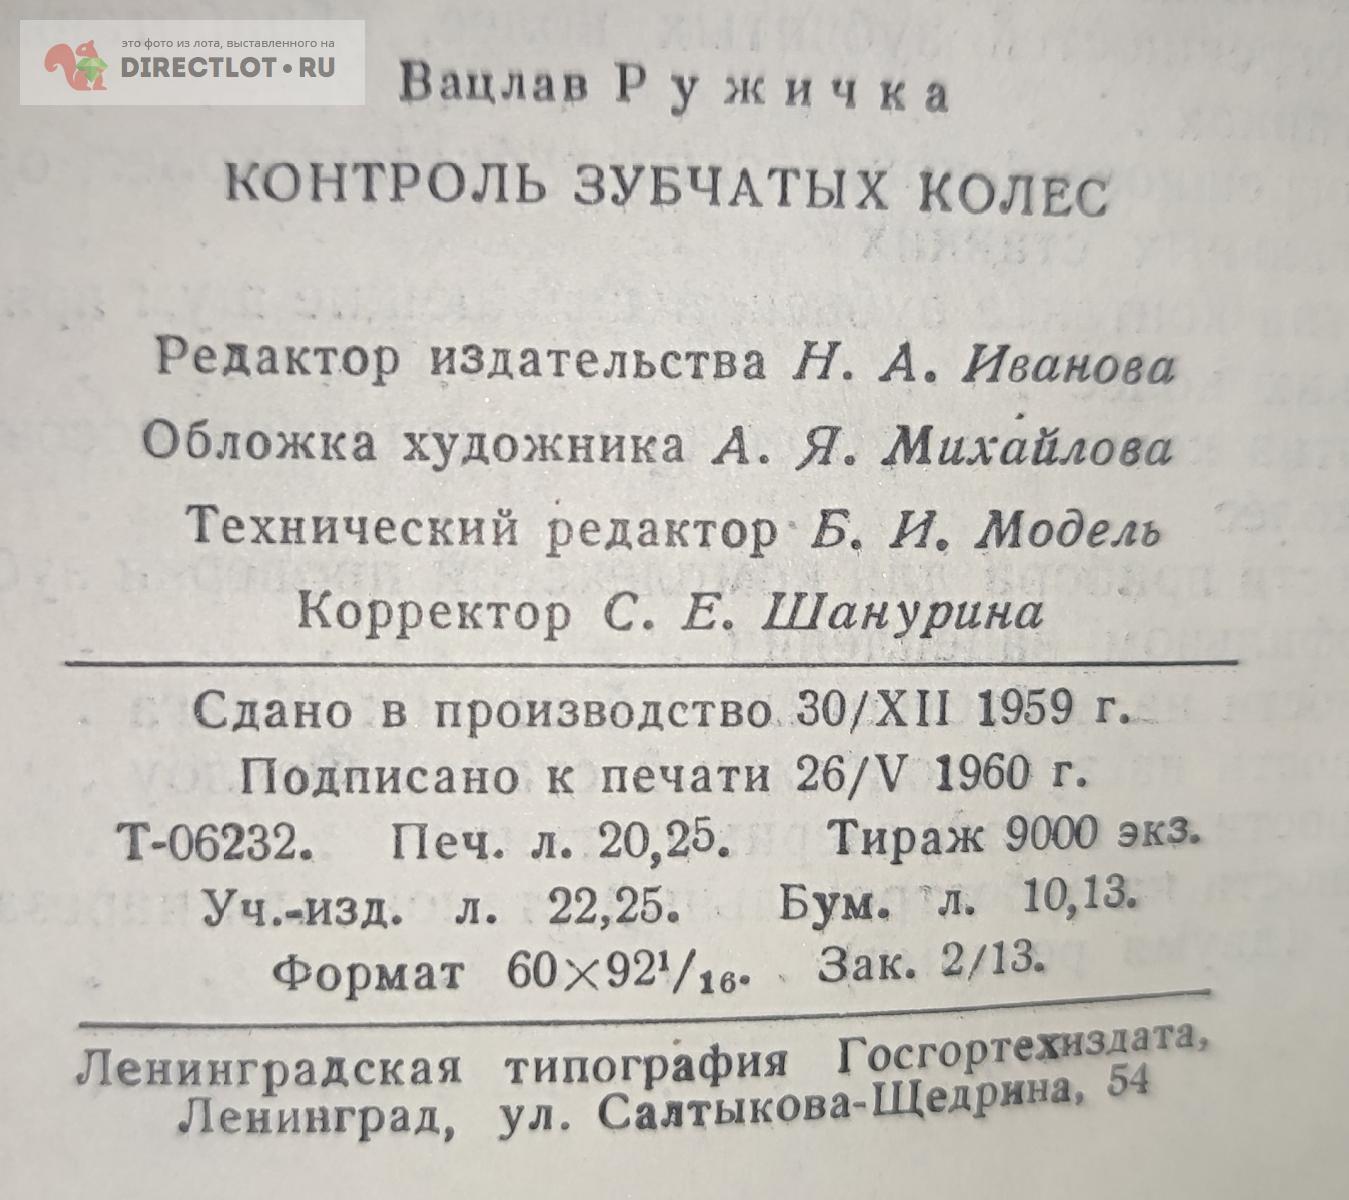 это фото из лота, выставленного на
DIRECTLOT.RU
Вацлав Ружичка
КОНТРОЛЬ ЗУБЧАТЫХ КОЛЕС
Редактор издательства Н. А. Иванова
Обложка художника А. Я. Михайлова
Технический редактор Б. И. Модель
Корректор С. Е. Шанурина
Сдано в производство 30/XII 1959 г.
Подписано к печати 26/V 1960 г.
Т-06232. Печ. л. 20,25. Тираж 9000 экз.
Уч.-изд. л. 22,25. Бум. л. 10,13.
Формат 60×92¹/₁₆. Зак. 2/13.
Ленинградская типография Госгортехиздата,
Ленинград, ул. Салтыкова-Щедрина, 54